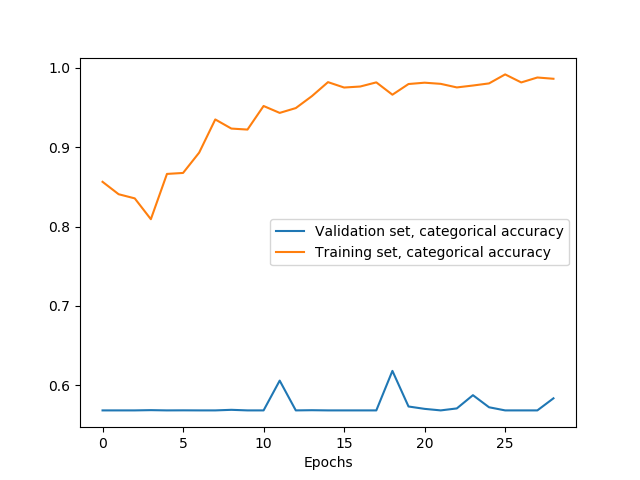 1.0
0.9
0.8
0.7
0.6
Validation set, categorical accuracy
Training set, categorical accuracy
0 5 10 15 20 25
Epochs